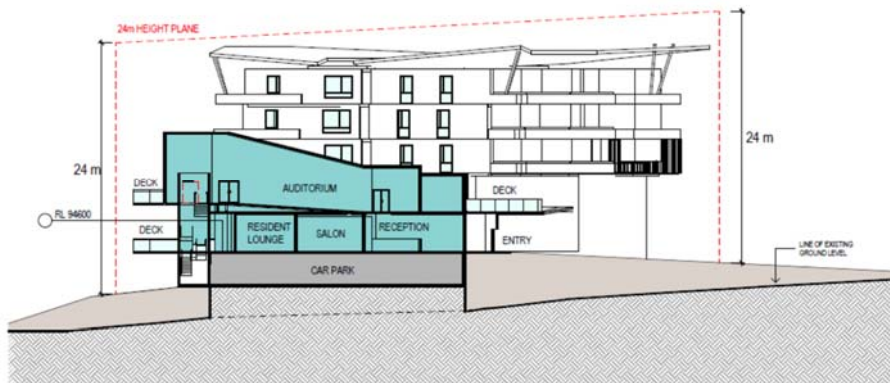 24m HEIGHT PLANE
24 m
24 m
DECK
AUDITORIUM
DECK
RL 94600
DECK
RESIDENT
LOUNGE
SALON
RECEPTION
ENTRY
LINE OF EXISTING
GROUND LEVEL
CAR PARK